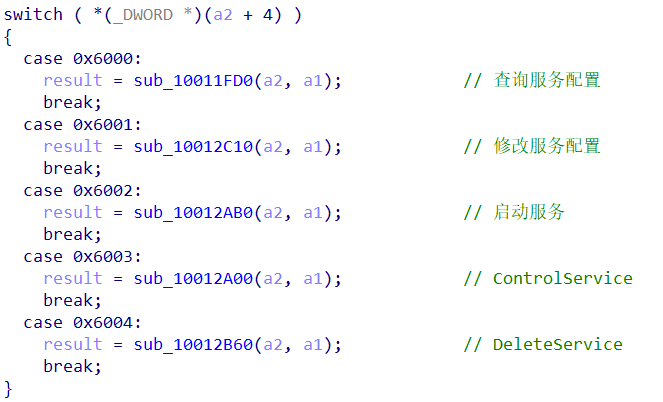 switch ( *(_DWORD *)(a2 + 4) )
{
  case 0x6000:
    result = sub_10011FD0(a2, a1);            // 查询服务配置
    break;
  case 0x6001:
    result = sub_10012C10(a2, a1);            // 修改服务配置
    break;
  case 0x6002:
    result = sub_10012AB0(a2, a1);            // 启动服务
    break;
  case 0x6003:
    result = sub_10012A00(a2, a1);            // ControlService
    break;
  case 0x6004:
    result = sub_10012B60(a2, a1);            // DeleteService
    break;
}